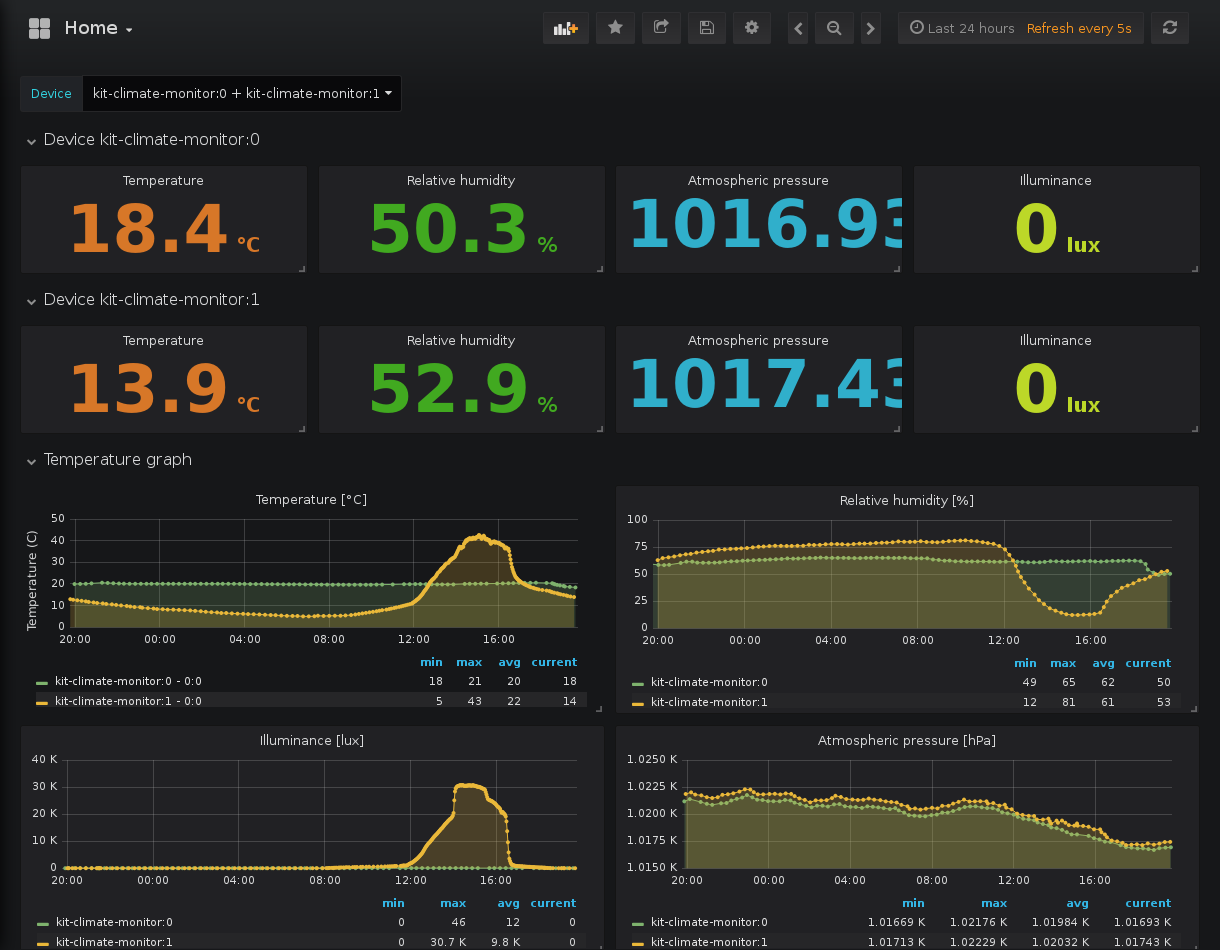 Home
Last 24 hours Refresh every 5s
Device kit-climate-monitor:0 + kit-climate-monitor:1
Device kit-climate-monitor:0
Temperature Relative humidity Atmospheric pressure Illuminance
18.4 °C 50.3 % 1016.93 0 lux
Device kit-climate-monitor:1
Temperature Relative humidity Atmospheric pressure Illuminance
13.9 °C 52.9 % 1017.43 0 lux
Temperature graph
Temperature [°C]
Temperature (C)
50
40
30
20
10
0
20:00 00:00 04:00 08:00 12:00 16:00
min max avg current
kit-climate-monitor:0 - 0:0 18 21 20 18
kit-climate-monitor:1 - 0:0 5 43 22 14
Relative humidity [%]
100
75
50
25
0
20:00 00:00 04:00 08:00 12:00 16:00
min max avg current
kit-climate-monitor:0 49 65 62 50
kit-climate-monitor:1 12 81 61 53
Illuminance [lux]
40 K
30 K
20 K
10 K
0
20:00 00:00 04:00 08:00 12:00 16:00
min max avg current
kit-climate-monitor:0 0 46 12 0
kit-climate-monitor:1 0 30.7 K 9.8 K 0
Atmospheric pressure [hPa]
1.0250 K
1.0225 K
1.0200 K
1.0175 K
1.0150 K
20:00 00:00 04:00 08:00 12:00 16:00
min max avg current
kit-climate-monitor:0 1.01669 K 1.02176 K 1.01984 K 1.01693 K
kit-climate-monitor:1 1.01713 K 1.02229 K 1.02032 K 1.01743 K